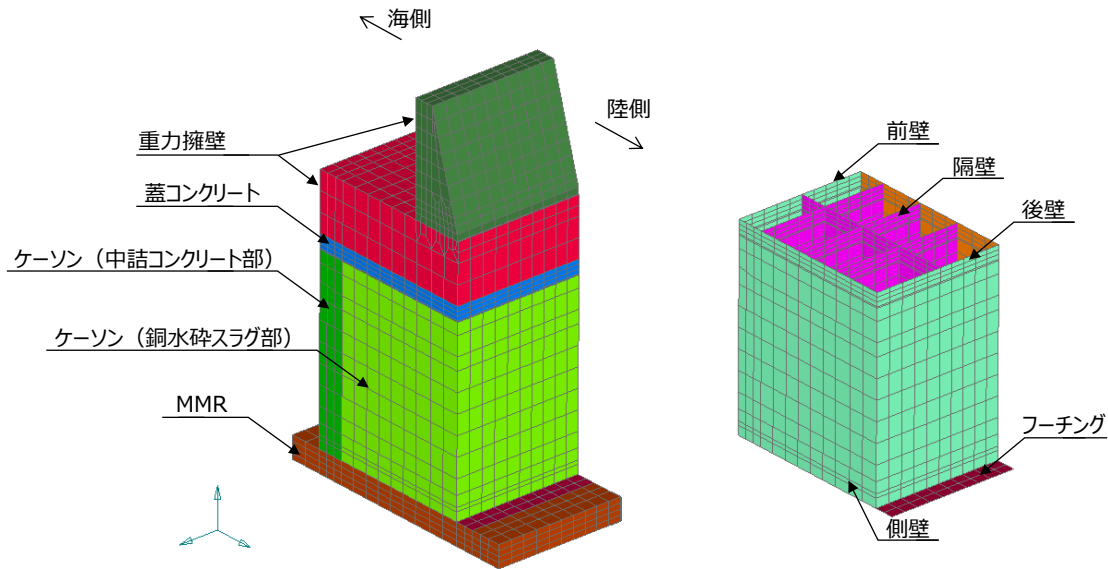 海側
陸側
重力擁壁
蓋コンクリート
ケーソン（中詰コンクリート部）
ケーソン（銅水砕スラグ部）
MMR
前壁
隔壁
後壁
フーチング
側壁